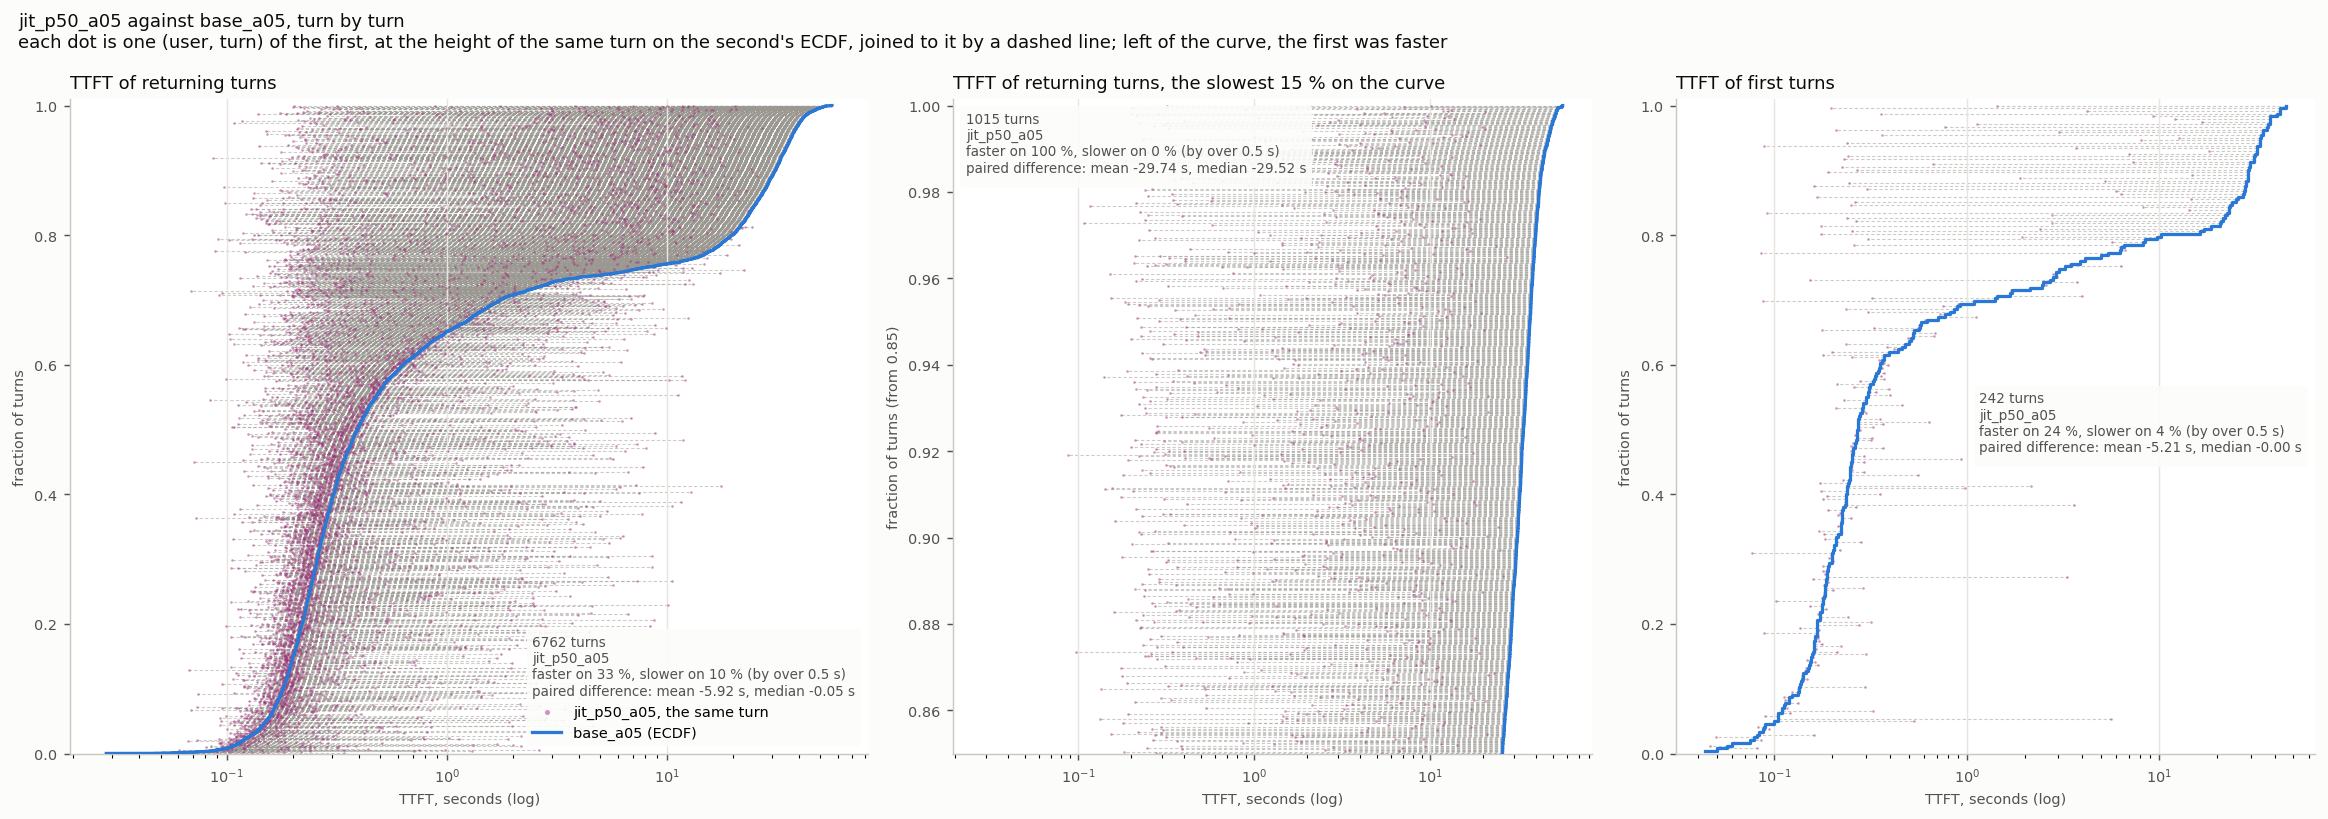 jit_p50_a05 against base_a05, turn by turn
each dot is one (user, turn) of the first, at the height of the same turn on the second's ECDF, joined to it by a dashed line; left of the curve, the first was faster
TTFT of returning turns
1.0
0.8
0.6
0.4
0.2
0.0
fraction of turns
6762 turns
jit_p50_a05
faster on 33 %, slower on 10 % (by over 0.5 s)
paired difference: mean -5.92 s, median -0.05 s
jit_p50_a05, the same turn
base_a05 (ECDF)
10⁻¹
10⁰
10¹
TTFT, seconds (log)
TTFT of returning turns, the slowest 15 % on the curve
1.00
0.98
0.96
0.94
0.92
0.90
0.88
0.86
fraction of turns (from 0.85)
1015 turns
jit_p50_a05
faster on 100 %, slower on 0 % (by over 0.5 s)
paired difference: mean -29.74 s, median -29.52 s
10⁻¹
10⁰
10¹
TTFT, seconds (log)
TTFT of first turns
1.0
0.8
0.6
0.4
0.2
0.0
fraction of turns
242 turns
jit_p50_a05
faster on 24 %, slower on 4 % (by over 0.5 s)
paired difference: mean -5.21 s, median -0.00 s
10⁻¹
10⁰
10¹
TTFT, seconds (log)